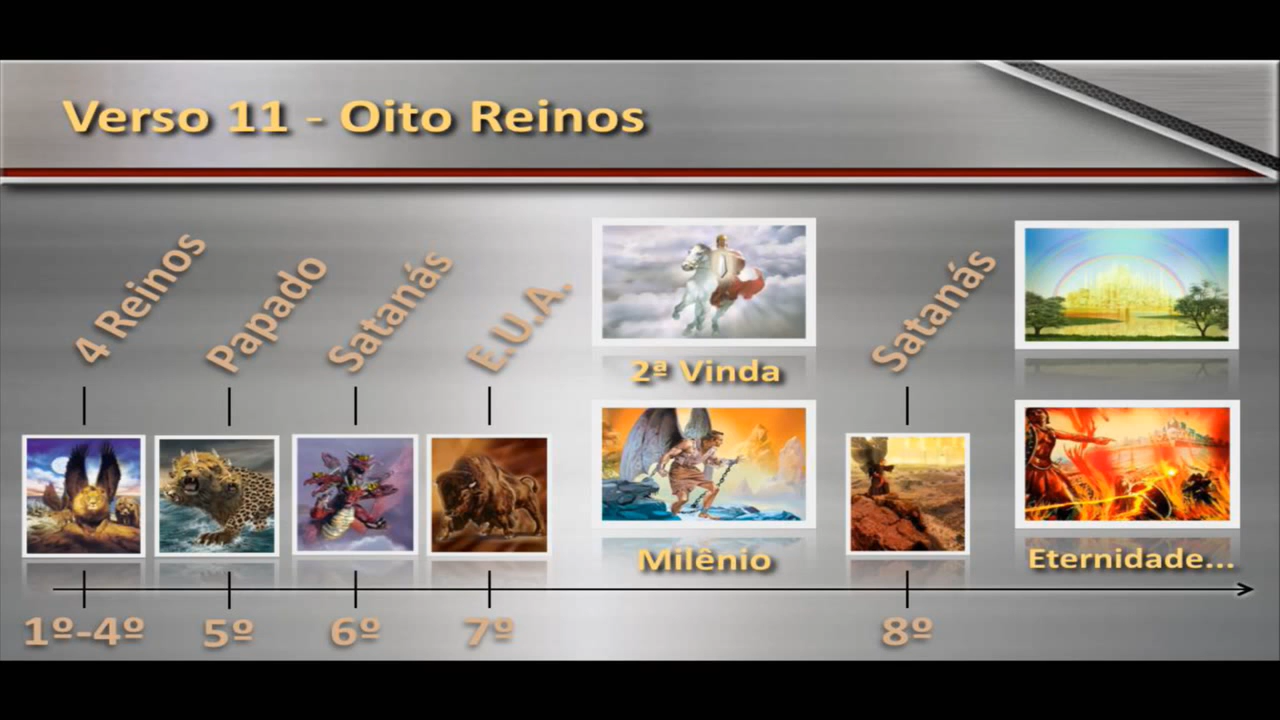 Verso 11 - Oito Reinos
4 Reinos
Papado
Satanás
E.U.A.
2ª Vinda
Satanás
Milênio
Eternidade...
1º-4º
5º
6º
7º
8º